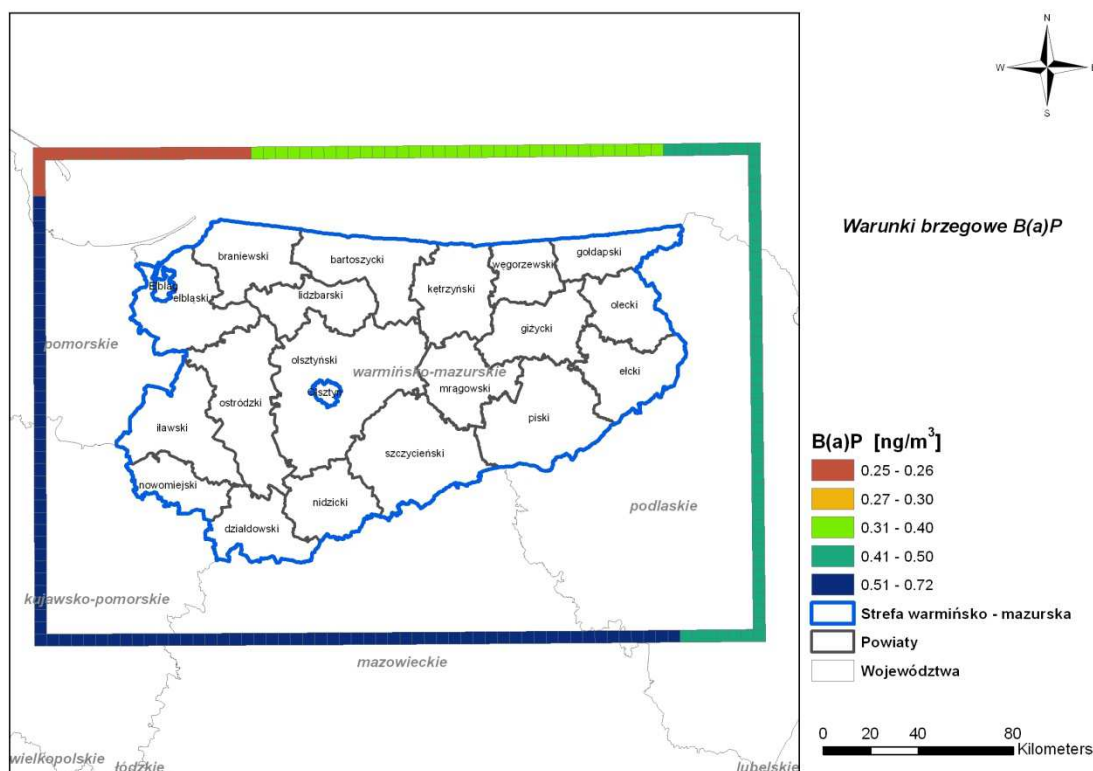 N
W
E
S
Warunki brzegowe B(a)P
braniewski
bartoszycki
węgorzewski
gołdapski
kętrzyński
Elbląg
elbląski
lidzbarski
olecki
giżycki
pomorskie
olsztyński
warmińsko-mazurskie
ełcki
mrągowski
Olsztyn
ostródzki
piski
iławski
szczycieński
nowomiejski
nidzicki
podlaskie
działdowski
kujawsko-pomorskie
mazowieckie
wielkopolskie
łódzkie
lubelskie
B(a)P [ng/m³]
0.25 - 0.26
0.27 - 0.30
0.31 - 0.40
0.41 - 0.50
0.51 - 0.72
Strefa warmińsko - mazurska
Powiaty
Województwa
0 20 40 80
Kilometers